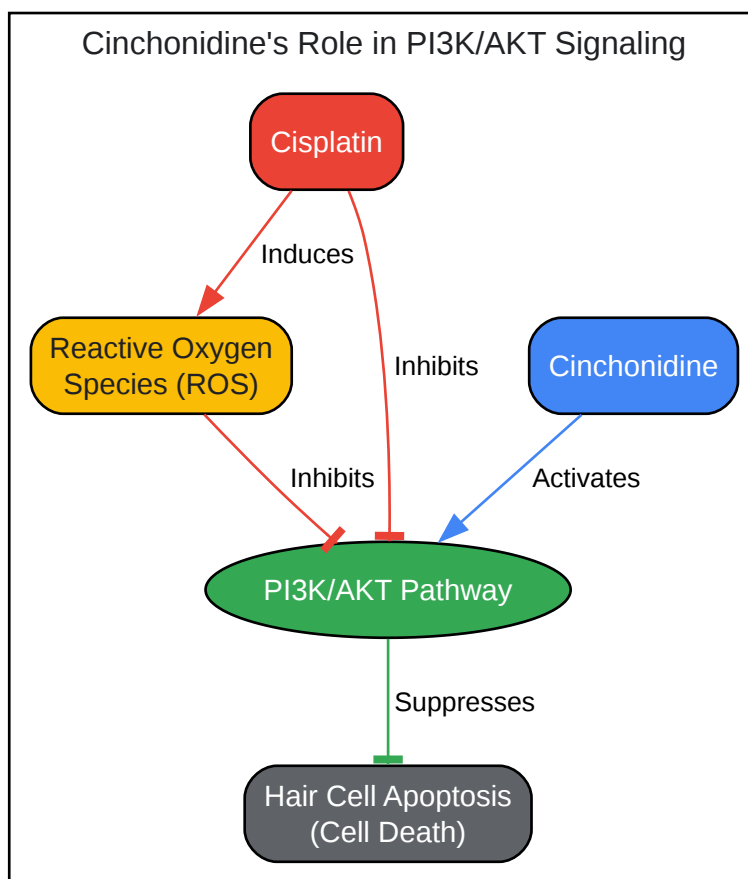 Cinchonidine's Role in PI3K/AKT Signaling
Cisplatin
Induces
Reactive Oxygen
Species (ROS)
Inhibits
Cinchonidine
Inhibits
Activates
PI3K/AKT Pathway
Suppresses
Hair Cell Apoptosis
(Cell Death)